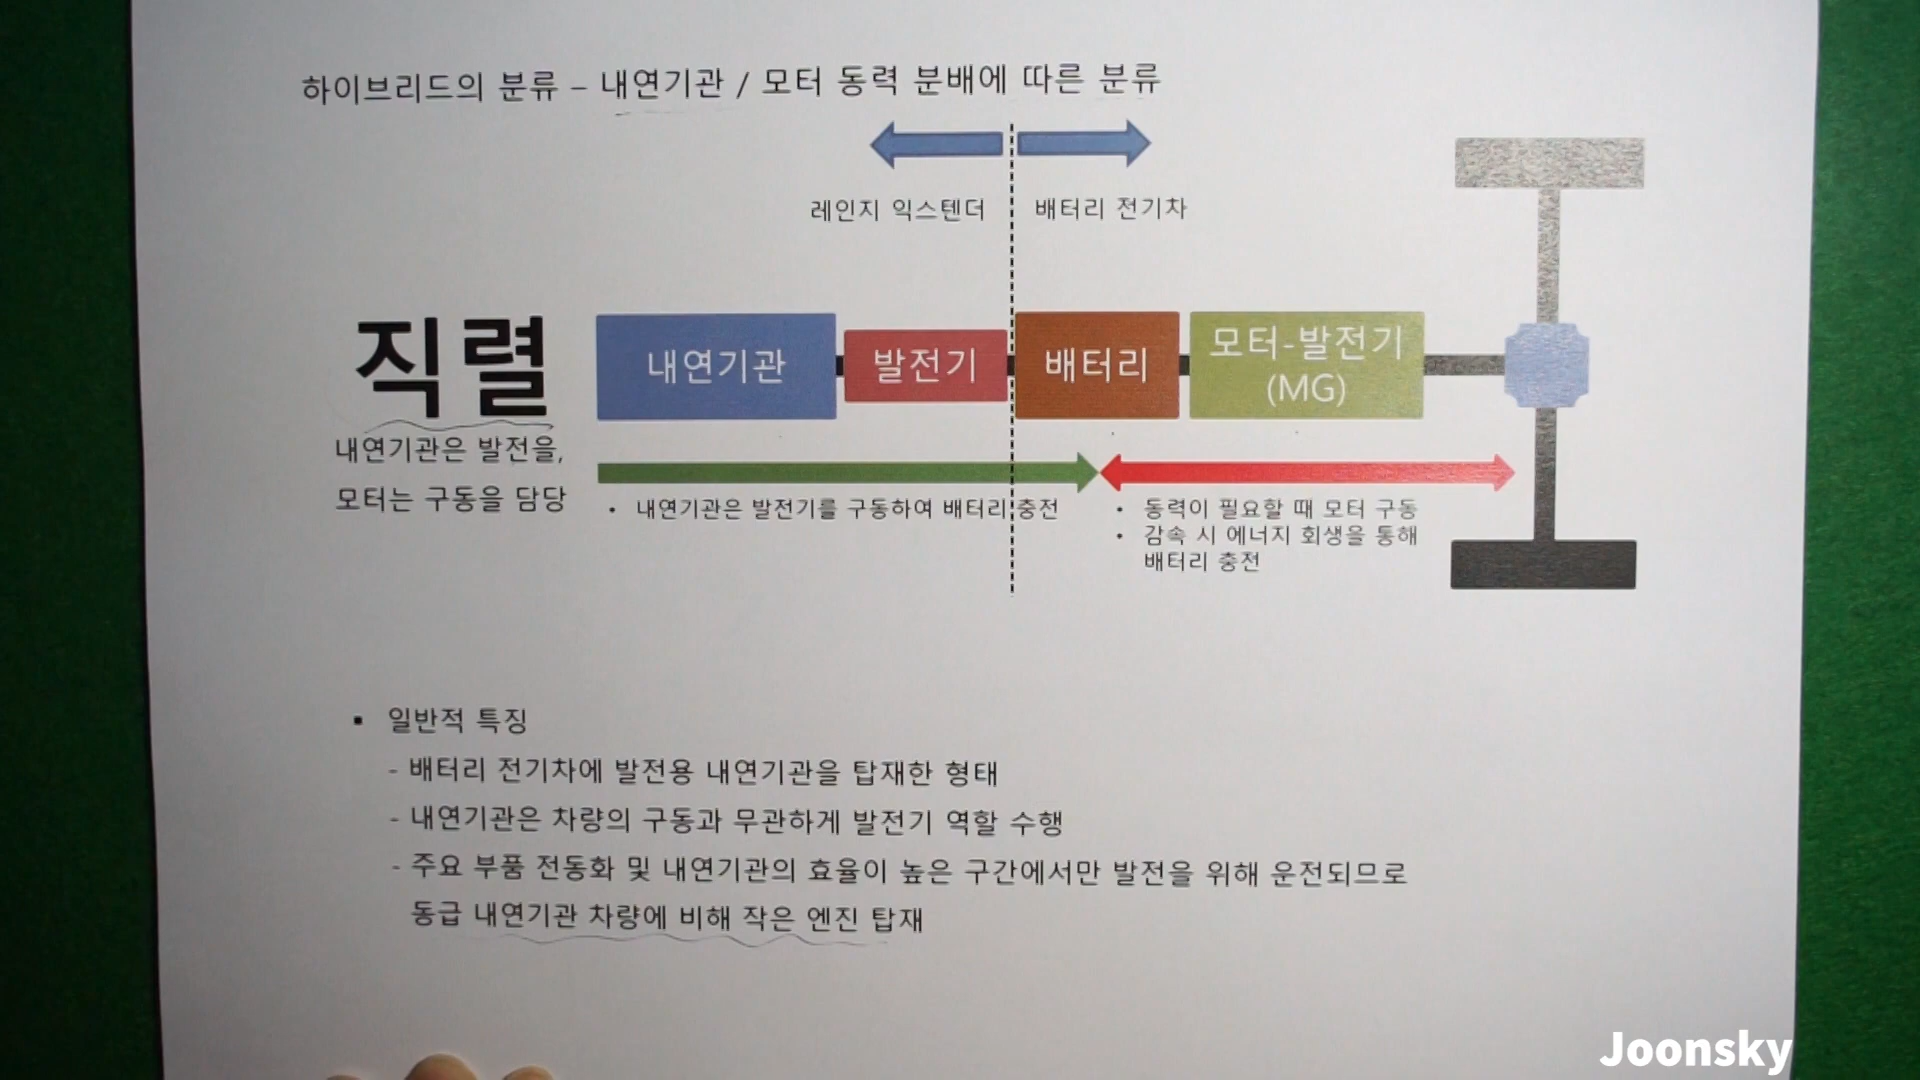 하이브리드의 분류 – 내연기관 / 모터 동력 분배에 따른 분류
레인지 익스텐더
배터리 전기차
직렬
내연기관은 발전을,
모터는 구동을 담당
내연기관
발전기
배터리
모터-발전기
(MG)
• 내연기관은 발전기를 구동하여 배터리 충전
• 동력이 필요할 때 모터 구동
• 감속 시 에너지 회생을 통해
배터리 충전
▪ 일반적 특징
- 배터리 전기차에 발전용 내연기관을 탑재한 형태
- 내연기관은 차량의 구동과 무관하게 발전기 역할 수행
- 주요 부품 전동화 및 내연기관의 효율이 높은 구간에서만 발전을 위해 운전되므로
동급 내연기관 차량에 비해 작은 엔진 탑재
Joonsky